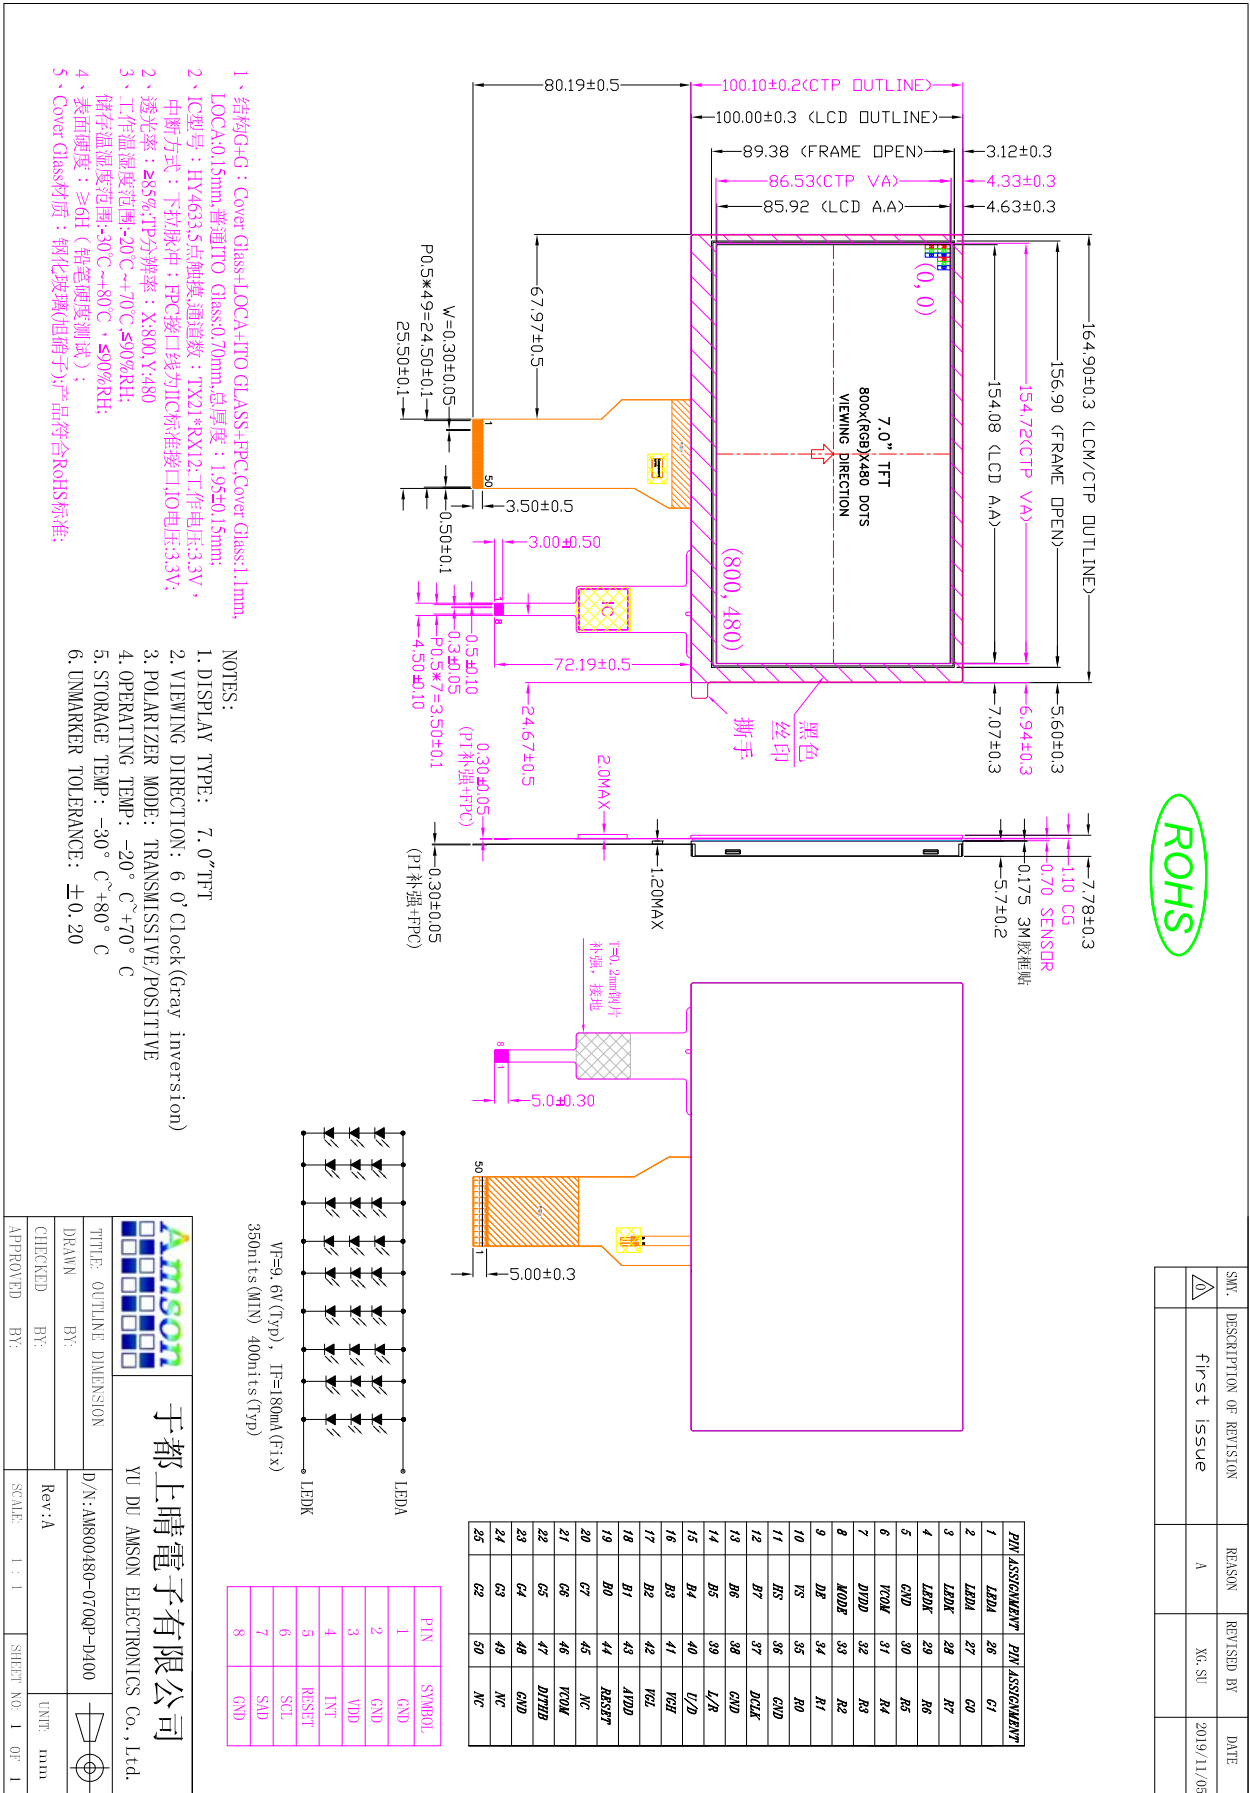 SMY.
DESCRIPTION OF REVISION
REASON
REVISED BY
DATE
0
first issue
A
XG.SU
2019/11/05
ROHS
164.90±0.3 (LCM/CTP OUTLINE)
5.60±0.3
156.90 (FRAME OPEN)
6.94±0.3
154.72(CTP VA)
7.07±0.3
154.08 (LCD A.A)
3.12±0.3
4.33±0.3
4.63±0.3
100.10±0.2(CTP OUTLINE)
100.00±0.3 (LCD OUTLINE)
89.38 (FRAME OPEN)
86.53(CTP VA)
85.92 (LCD A.A)
80.19±0.5
(0, 0)
7.0” TFT
800x(RGB)X480 DOTS
VIEWING DIRECTION
(800, 480)
黑色
丝印
撕手
67.97±0.5
P0.5*49=24.50±0.1
W=0.30±0.05
25.50±0.1
1
50
3.50±0.5
0.50±0.1
3.00±0.50
IC
1
8
72.19±0.5
24.67±0.5
0.5±0.10
0.3±0.05
P0.5*7=3.50±0.1
4.50±0.10
7.78±0.3
1.10 CG
0.70 SENSOR
0.175 3M胶框贴
5.7±0.2
2.0MAX
1.20MAX
0.30±0.05
(PI补强+FPC)
0.30±0.05
(PI补强+FPC)
T=0.2mm钢片
补强，接地
8
1
5.0±0.30
50
1
5.00±0.3
LEDA
LEDK
VF=9.6V(Typ), IF=180mA(Fix)
350nits(MIN) 400nits(Typ)
PIN ASSIGNMENT PIN ASSIGNMENT
1 LEDA 26 G1
2 LEDA 27 G0
3 LEDK 28 R7
4 LEDK 29 R6
5 GND 30 R5
6 VCOM 31 R4
7 DVDD 32 R3
8 MODE 33 R2
9 DE 34 R1
10 VS 35 R0
11 HS 36 GND
12 B7 37 DCLK
13 B6 38 GND
14 B5 39 L/R
15 B4 40 U/D
16 B3 41 VGH
17 B2 42 VGL
18 B1 43 AVDD
19 B0 44 RESET
20 G7 45 NC
21 G6 46 VCOM
22 G5 47 DITHB
23 G4 48 GND
24 G3 49 NC
25 G2 50 NC
PIN SYMBOL
1 GND
2 GND
3 VDD
4 INT
5 RESET
6 SCL
7 SAD
8 GND
1、结构G+G：Cover Glass+LOCA+ITO GLASS+FPC,Cover Glass:1.1mm,
LOCA:0.15mm,普通ITO Glass:0.70mm,总厚度：1.95±0.15mm;
2、IC型号：HY4633,5点触摸,通道数：TX21*RX12;工作电压:3.3V，
中断方式：下拉脉冲；FPC接口线为IIC标准接口,IO电压:3.3V;
2、透光率：≥85%;TP分辨率：X:800,Y:480
3、工作温湿度范围:-20℃~+70℃,≤90%RH;
储存温湿度范围:-30℃~+80℃，≤90%RH;
4、表面硬度：≥6H（铅笔硬度测试）;
5、Cover Glass材质：钢化玻璃(旭硝子);产品符合RoHS标准;
NOTES:
1. DISPLAY TYPE: 7.0″TFT
2. VIEWING DIRECTION: 6 O'Clock(Gray inversion)
3. POLARIZER MODE: TRANSMISSIVE/POSITIVE
4. OPERATING TEMP: -20° C~+70° C
5. STORAGE TEMP: -30° C~+80° C
6. UNMARKER TOLERANCE: ±0.20
Amson
于都上晴電子有限公司
YU DU AMSON ELECTRONICS Co.,Ltd.
TITLE: OUTLINE DIMENSION
D/N:AM800480-070QP-D400
DRAWN BY:
Rev:A
UNIT: mm
CHECKED BY:
APPROVED BY:
SCALE: 1 : 1
SHEET NO: 1 OF 1